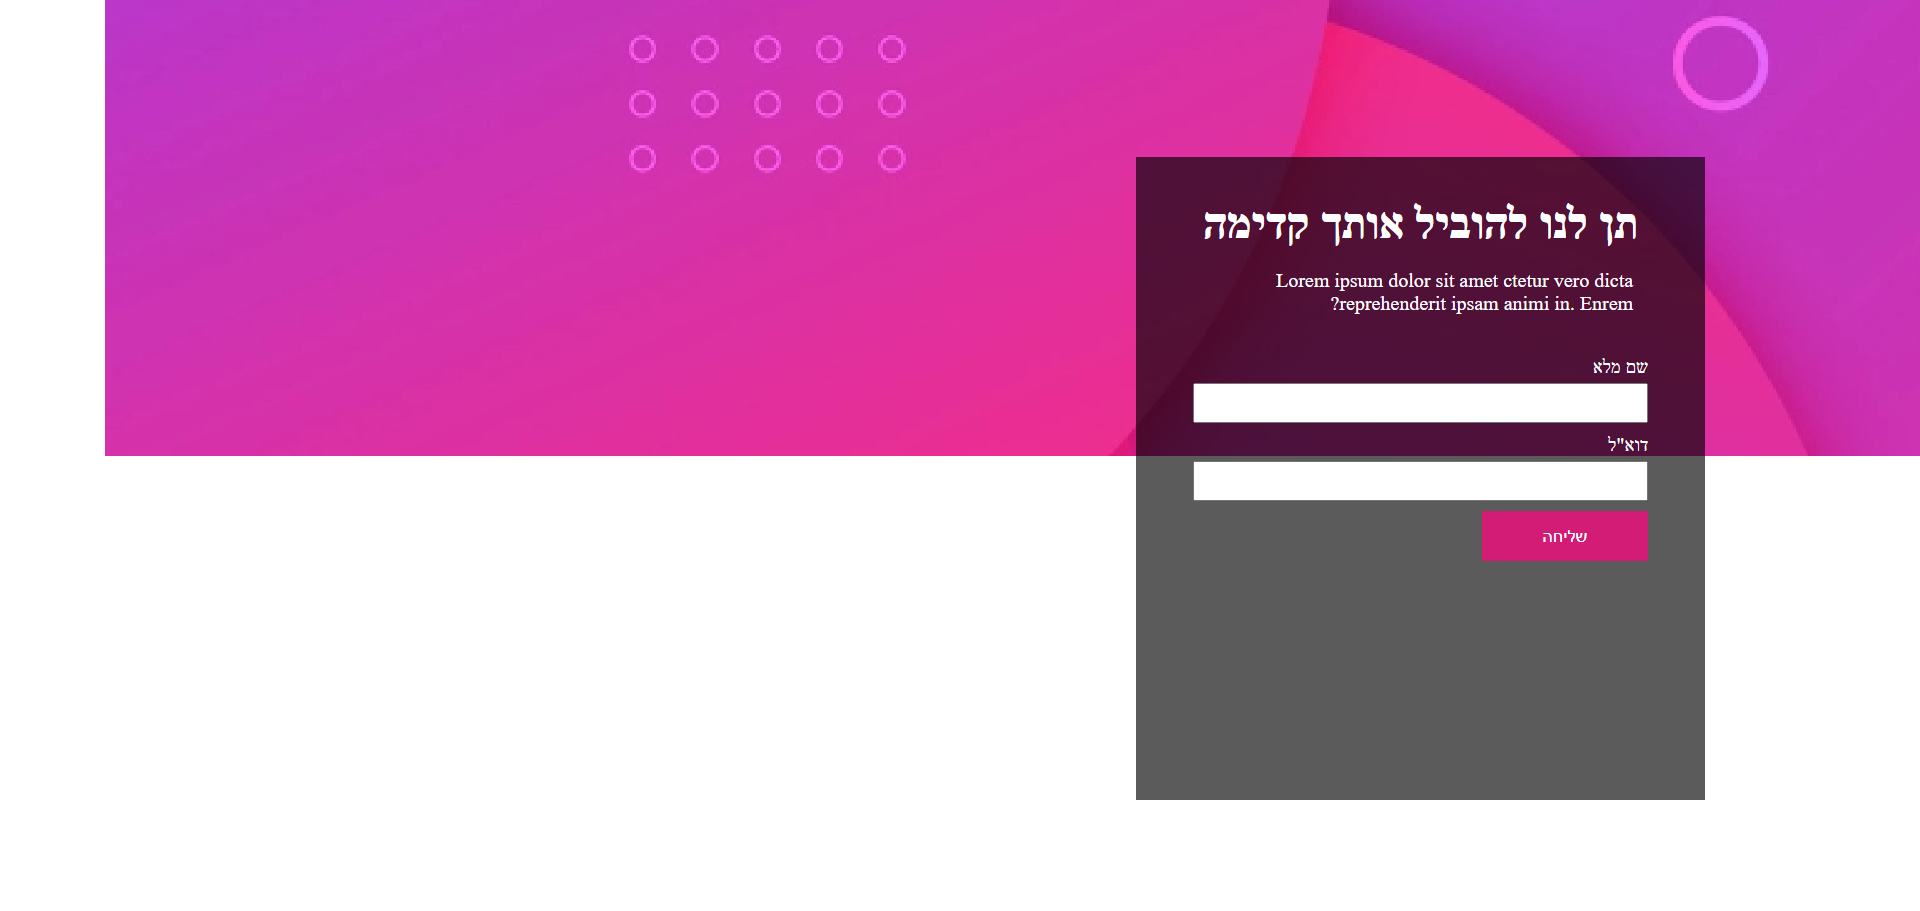 תן לנו להוביל אותך קדימה
Lorem ipsum dolor sit amet ctetur vero dicta
reprehenderit ipsam animi in. Enrem?
שם מלא
דוא"ל
שליחה